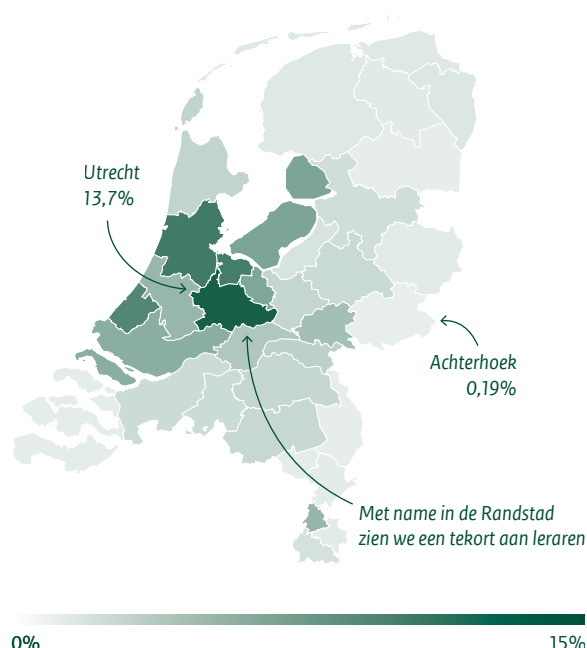 Utrecht
13,7%
Achterhoek
0,19%
Met name in de Randstad
zien we een tekort aan leraren
0%
15%